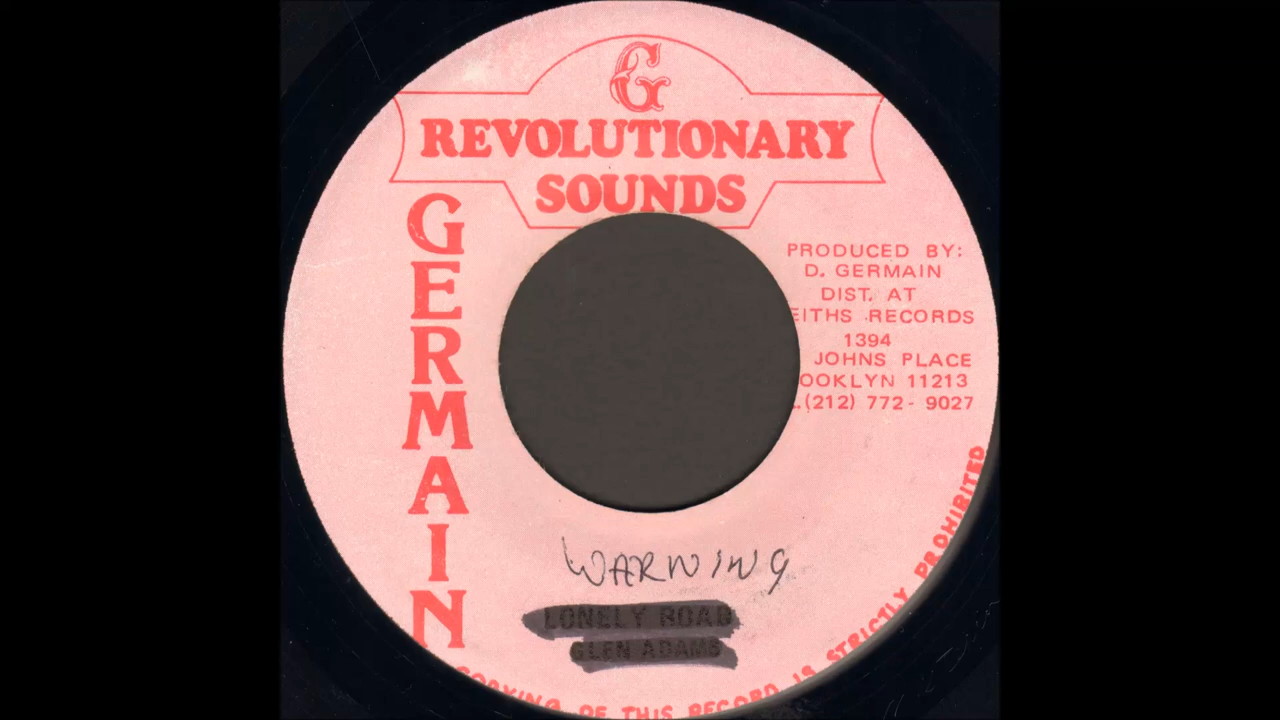 G
REVOLUTIONARY
SOUNDS
GERMAIN
PRODUCED BY:
D. GERMAIN
DIST. AT
EITHS RECORDS
1394
JOHNS PLACE
OOKLYN 11213
.(212) 772- 9027
WARNING
LONELY ROAD
GLEN ADAMS
COPYING OF THIS RECORD IS STRICTLY PROHIBITED